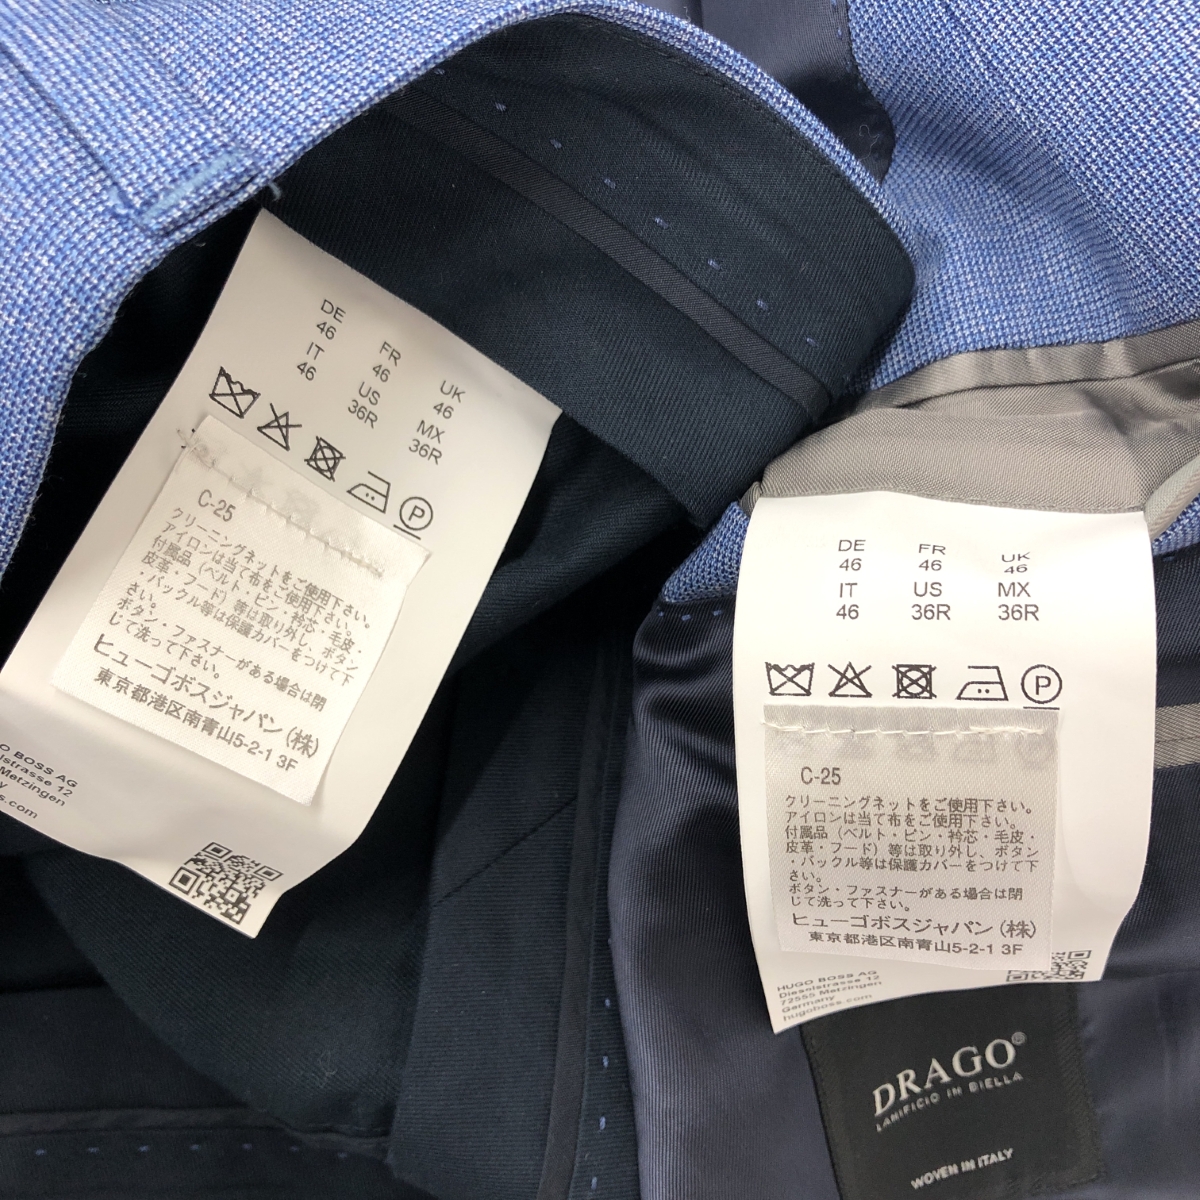 DE FR UK
46 46 46
IT US MX
46 36R 36R
P
C-25
クリーニングネットをご使用下さい。
アイロンは当て布をご使用下さい。
付属品（ベルト・ピン・衿芯・毛皮・
皮革・フード）等は取り外し、ボタン
・バックル等は保護カバーをつけて下
さい。
ボタン・ファスナーがある場合は閉
じて洗って下さい。
ヒューゴボスジャパン（株）
東京都港区南青山5-2-1 3F
O BOSS AG
elstrasse 12
Metzingen
ny
s.com
DE FR UK
46 46 46
IT US MX
46 36R 36R
P
C-25
クリーニングネットをご使用下さい。
アイロンは当て布をご使用下さい。
付属品（ベルト・ピン・衿芯・毛皮・
皮革・フード）等は取り外し、ボタン
・バックル等は保護カバーをつけて下
さい。
ボタン・ファスナーがある場合は閉
じて洗って下さい。
ヒューゴボスジャパン（株）
東京都港区南青山5-2-1 3F
HUGO BOSS AG
Dieselstrasse 12
72555 Metzingen
Germany
hugoboss.com
DRAGO®
LANIFICIO IN BIELLA
WOVEN IN ITALY